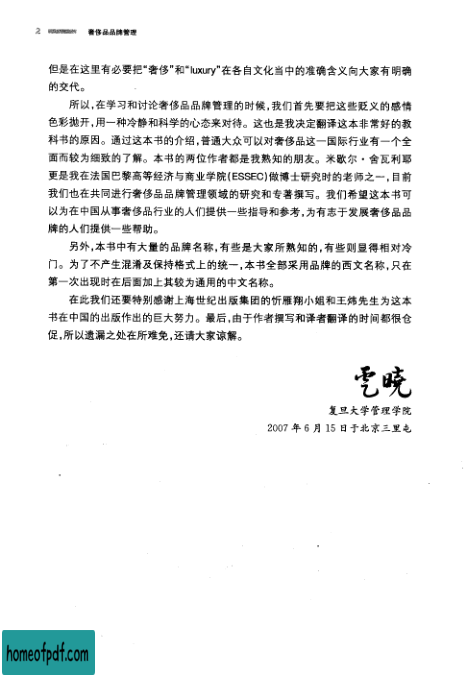 2 奢侈品品牌管理
但是在这里有必要把“奢侈”和“luxury”在各自文化当中的准确含义向大家有明确
的交代。
所以,在学习和讨论奢侈品品牌管理的时候,我们首先要把这些贬义的感情
色彩抛开,用一种冷静和科学的心态来对待。这也是我决定翻译这本非常好的教
科书的原因。通过这本书的介绍,普通大众可以对奢侈品这一国际行业有一个全
面而较为细致的了解。本书的两位作者都是我熟知的朋友。米歇尔·舍瓦利耶
更是我在法国巴黎高等经济与商业学院(ESSEC)做博士研究时的老师之一,目前
我们也在共同进行奢侈品品牌管理领域的研究和专著撰写。我们希望这本书可
以为在中国从事奢侈品行业的人们提供一些指导和参考,为有志于发展奢侈品品
牌的人们提供一些帮助。
另外,本书中有大量的品牌名称,有些是大家所熟知的,有些则显得相对冷
门。为了不产生混淆及保持格式上的统一,本书全部采用品牌的西文名称,只在
第一次出现时在后面加上其较为通用的中文名称。
在此我们还要特别感谢上海世纪出版集团的忻雁翔小姐和王炜先生为这本
书在中国的出版作出的巨大努力。最后,由于作者撰写和译者翻译的时间都很仓
促,所以遗漏之处在所难免,还请大家谅解。
晓
复旦大学管理学院
2007 年 6 月 15 日于北京三里屯
homeofpdf.com